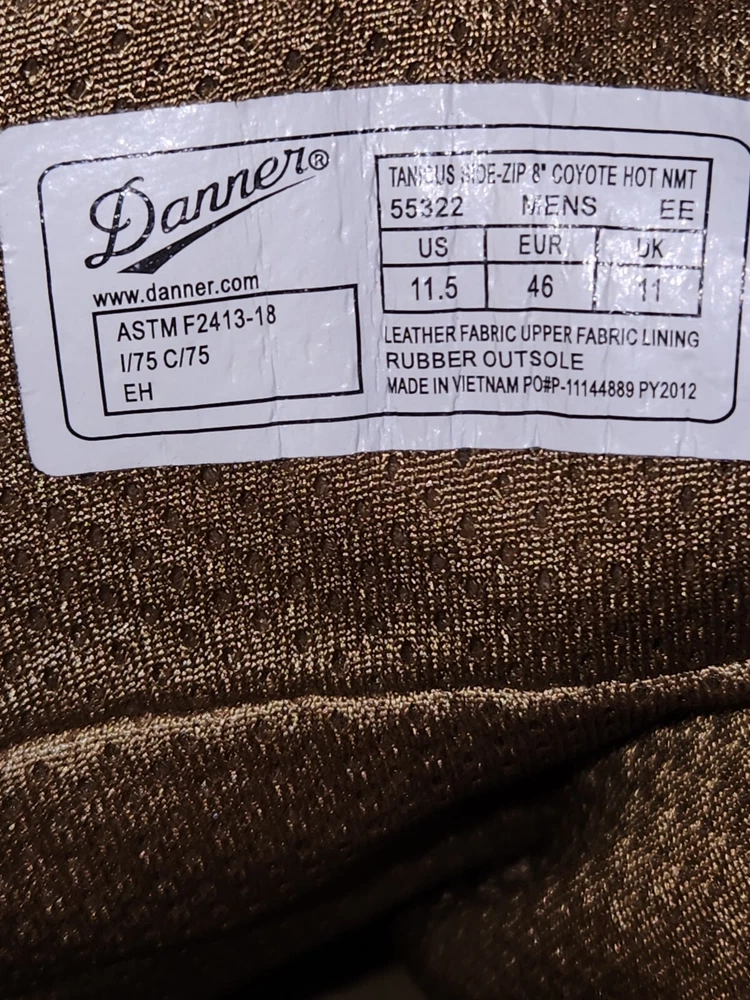 Danner®
www.danner.com
ASTM F2413-18
I/75 C/75
EH
TANICUS SIDE-ZIP 8" COYOTE HOT NMT
55322 MENS EE
US EUR UK
11.5 46 11
LEATHER FABRIC UPPER FABRIC LINING
RUBBER OUTSOLE
MADE IN VIETNAM PO#P-11144889 PY2012